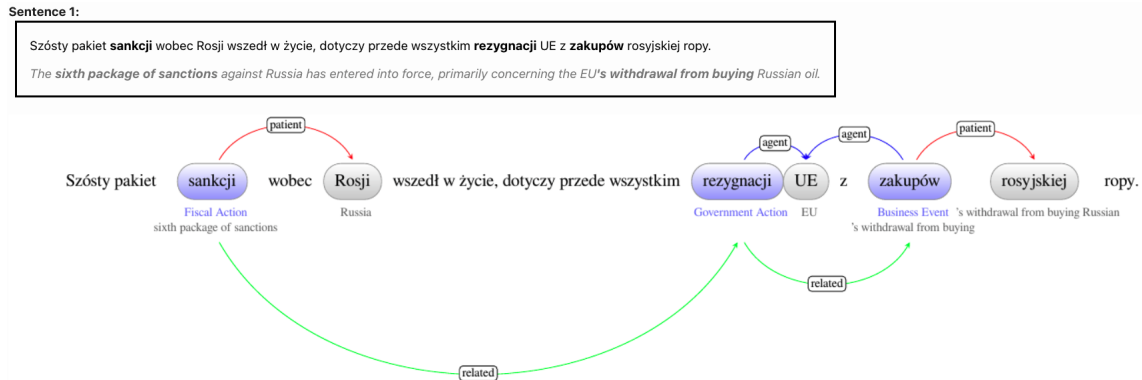 Sentence 1:
Szósty pakiet sankcji wobec Rosji wszedł w życie, dotyczy przede wszystkim rezygnacji UE z zakupów rosyjskiej ropy.
The sixth package of sanctions against Russia has entered into force, primarily concerning the EU's withdrawal from buying Russian oil.
patient agent agent patient
Szósty pakiet sankcji wobec Rosji wszedł w życie, dotyczy przede wszystkim rezygnacji UE z zakupów rosyjskiej ropy.
Fiscal Action Russia Government Action EU Business Event 's withdrawal from buying Russian
sixth package of sanctions 's withdrawal from buying
related
related